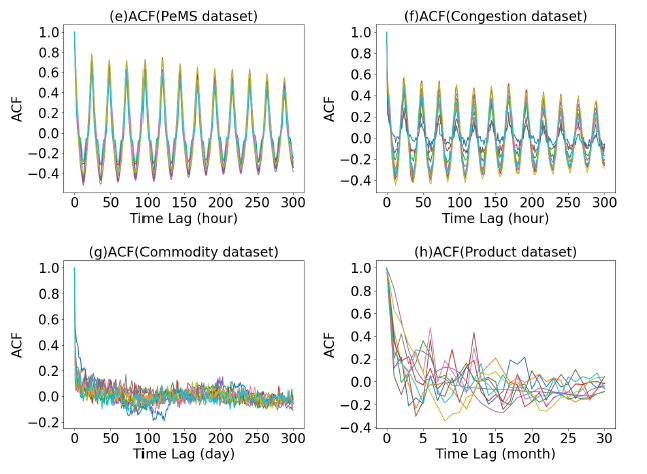 (e)ACF(PeMS dataset)
1.0
0.8
0.6
0.4
0.2
0.0
−0.2
−0.4
ACF
0 50 100 150 200 250 300
Time Lag (hour)
(f)ACF(Congestion dataset)
1.0
0.8
0.6
0.4
0.2
0.0
−0.2
−0.4
ACF
0 50 100 150 200 250 300
Time Lag (hour)
(g)ACF(Commodity dataset)
1.0
0.8
0.6
0.4
0.2
0.0
−0.2
ACF
0 50 100 150 200 250 300
Time Lag (day)
(h)ACF(Product dataset)
1.0
0.8
0.6
0.4
0.2
0.0
−0.2
−0.4
ACF
0 5 10 15 20 25 30
Time Lag (month)